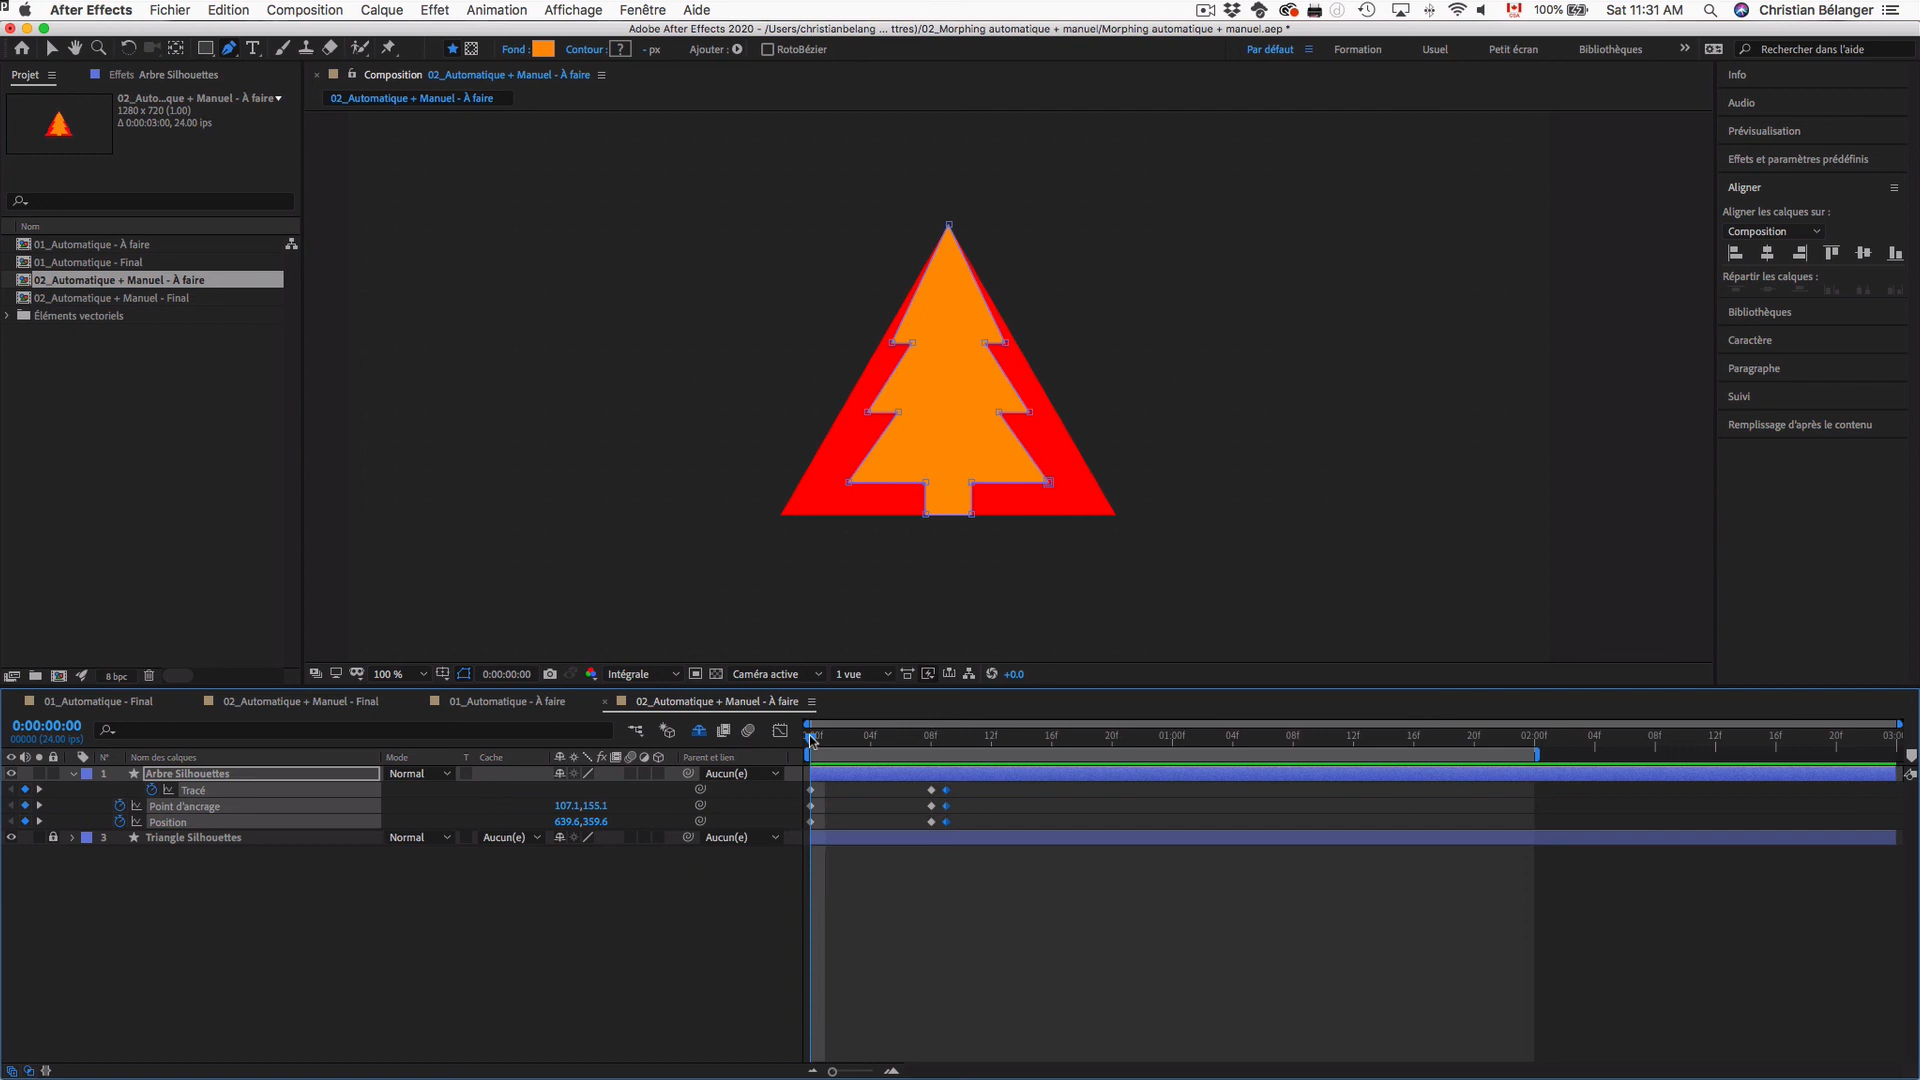 After Effects Fichier Edition Composition Calque Effet Animation Affichage Fenêtre Aide 100% Sat 11:31 AM Christian Bélanger
Adobe After Effects 2020 - /Users/christianbelang ... ttres)/02_Morphing automatique + manuel/Morphing automatique + manuel.aep *
Fond : Contour : ? - px Ajouter : RotoBézier Par défaut Formation Usuel Petit écran Bibliothèques Rechercher dans l'aide
Projet Effets Arbre Silhouettes Composition 02_Automatique + Manuel - À faire Info
02_Auto...que + Manuel - À faire 02_Automatique + Manuel - À faire
1280 x 720 (1.00)
Δ 0:00:03:00, 24.00 ips
Audio
Prévisualisation
Effets et paramètres prédéfinis
Aligner
Aligner les calques sur :
Composition
Répartir les calques :
Bibliothèques
Caractère
Paragraphe
Suivi
Remplissage d'après le contenu
Nom
01_Automatique - À faire
01_Automatique - Final
02_Automatique + Manuel - À faire
02_Automatique + Manuel - Final
Éléments vectoriels
8 bpc 100 % 0:00:00:00 Intégrale Caméra active 1 vue +0.0
01_Automatique - Final 02_Automatique + Manuel - Final 01_Automatique - À faire 02_Automatique + Manuel - À faire
0:00:00:00
00000 (24.00 ips)
04f 08f 12f 16f 20f 01:00f 04f 08f 12f 16f 20f 02:00f 04f 08f 12f 16f 20f
N° Nom des calques Mode T Cache Parent et lien
1 Arbre Silhouettes Normal Aucun(e)
Tracé
Point d'ancrage 107.1,155.1
Position 639.6,359.6
3 Triangle Silhouettes Normal Aucun(e) Aucun(e)